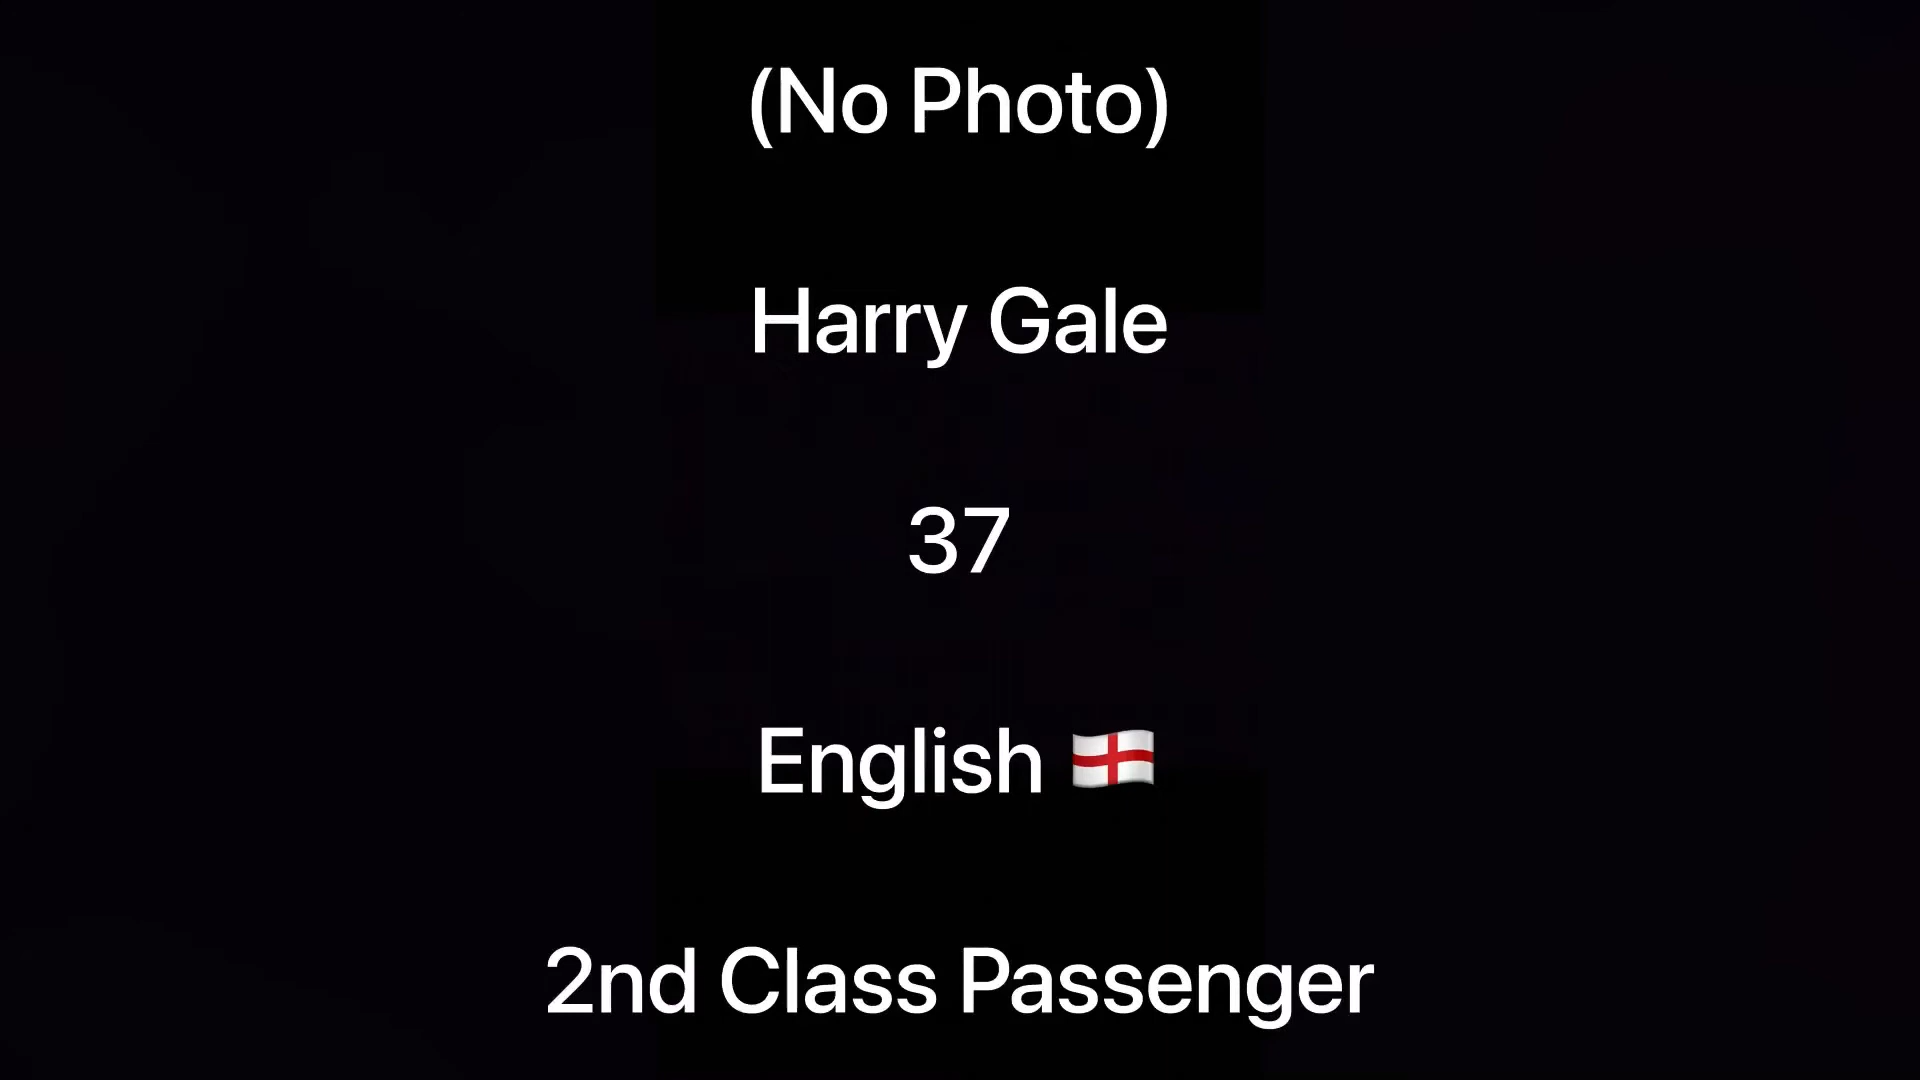 (No Photo)
Harry Gale
37
English 🏴󠁧󠁢󠁥󠁮󠁧󠁿
2nd Class Passenger